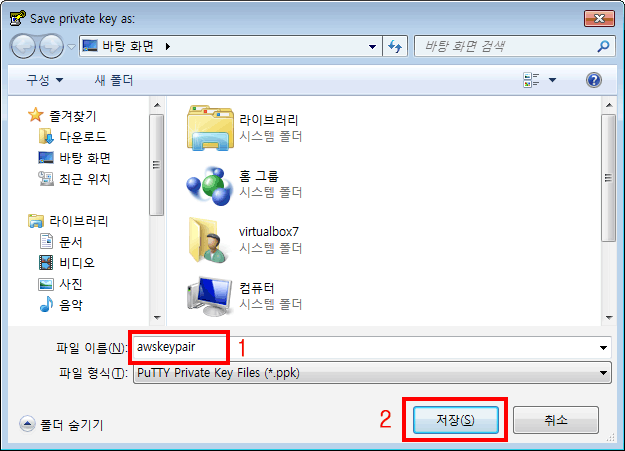 Save private key as:
바탕 화면
바탕 화면 검색
구성 새 폴더
즐겨찾기
다운로드
바탕 화면
최근 위치
라이브러리
문서
비디오
사진
음악
라이브러리
시스템 폴더
홈 그룹
시스템 폴더
virtualbox7
컴퓨터
시스템 폴더
파일 이름(N): awskeypair 1
파일 형식(T): PuTTY Private Key Files (*.ppk)
폴더 숨기기 2 저장(S) 취소